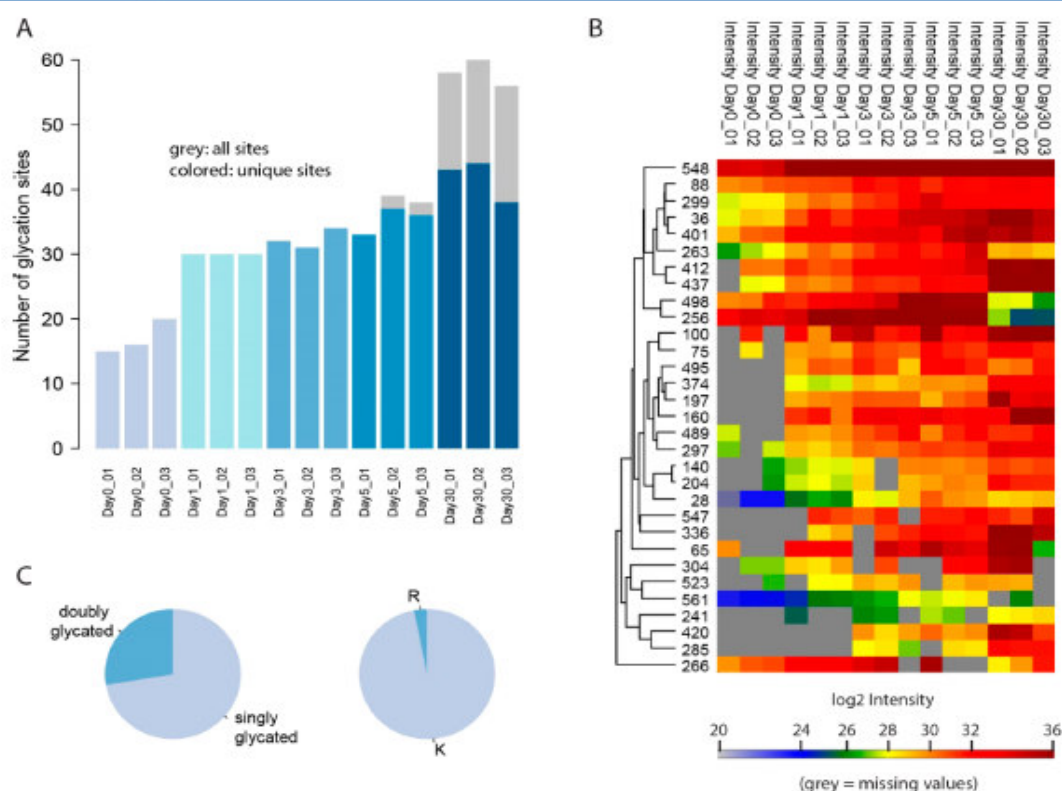 A
Number of glycation sites
60
50
40
30
20
10
0
grey: all sites
colored: unique sites
Day0_01
Day0_02
Day0_03
Day1_01
Day1_02
Day1_03
Day3_01
Day3_02
Day3_03
Day5_01
Day5_02
Day5_03
Day30_01
Day30_02
Day30_03
B
Intensity Day0_01
Intensity Day0_02
Intensity Day0_03
Intensity Day1_01
Intensity Day1_02
Intensity Day1_03
Intensity Day3_01
Intensity Day3_02
Intensity Day3_03
Intensity Day5_01
Intensity Day5_02
Intensity Day5_03
Intensity Day30_01
Intensity Day30_02
Intensity Day30_03
548
88
299
36
401
263
412
437
498
256
100
75
495
374
197
160
489
297
140
204
28
547
336
65
304
523
561
241
420
285
266
log2 Intensity
20 24 26 28 30 32 36
(grey = missing values)
C
doubly
glycated
singly
glycated
R
K